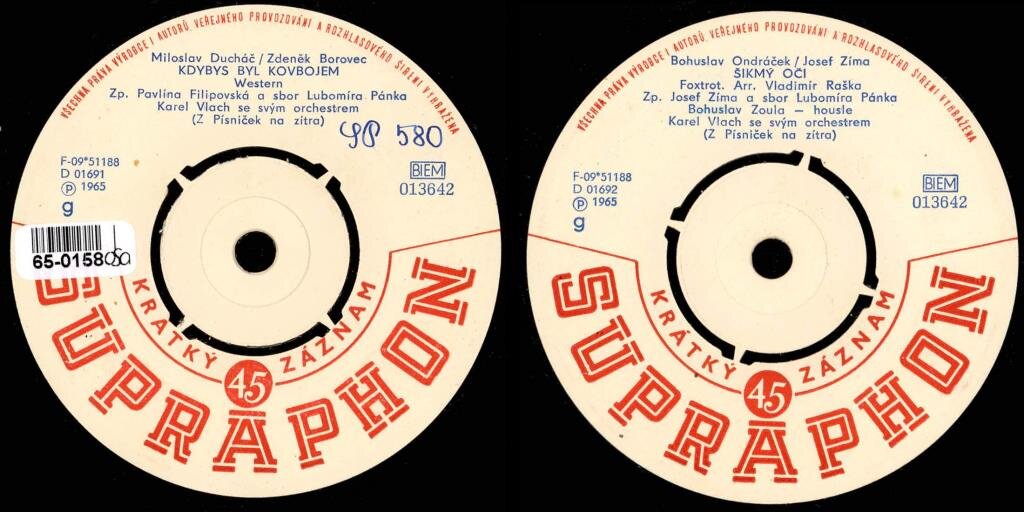 VŠECHNA PRÁVA VÝROBCE I AUTORŮ VEŘEJNÉHO PROVOZOVÁNÍ A ROZHLASOVÉHO ŠÍŘENÍ VYHRAŽENA
Miloslav Ducháč / Zdeněk Borovec
KDYBYS BYL KOVBOJEM
Western
Zp. Pavlína Filipovská a sbor Lubomíra Pánka
Karel Vlach se svým orchestrem
(Z Písniček na zítra)
SP 580
F-09*51188
D 01691
Ⓟ 1965
g
BIEM
013642
65-0158
KRÁTKÝ 45 ZÁZNAM
SUPRAPHON
VŠECHNA PRÁVA VÝROBCE I AUTORŮ VEŘEJNÉHO PROVOZOVÁNÍ A ROZHLASOVÉHO ŠÍŘENÍ VYHRAŽENA
Bohuslav Ondráček / Josef Zíma
ŠIKMÝ OČI
Foxtrot. Arr. Vladimír Raška
Zp. Josef Zíma a sbor Lubomíra Pánka
Bohuslav Zoula — housle
Karel Vlach se svým orchestrem
(Z Písniček na zítra)
F-09*51188
D 01692
Ⓟ 1965
g
BIEM
013642
KRÁTKÝ 45 ZÁZNAM
SUPRAPHON